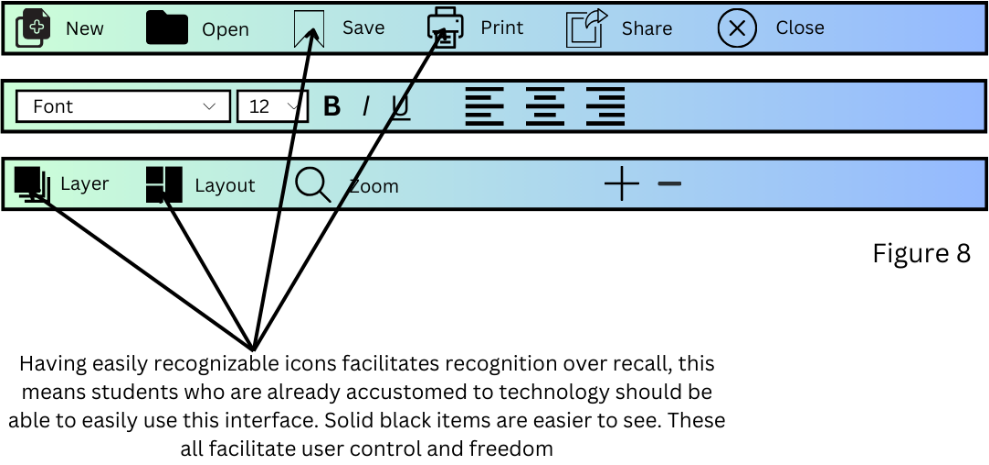 New Open Save Print Share Close
Font 12 B I U
Layer Layout Zoom
Figure 8
Having easily recognizable icons facilitates recognition over recall, this
means students who are already accustomed to technology should be
able to easily use this interface. Solid black items are easier to see. These
all facilitate user control and freedom